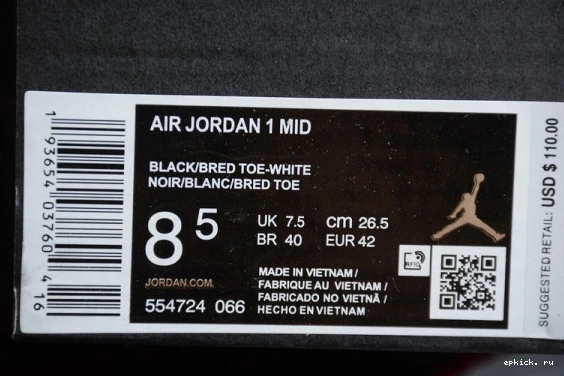 AIR JORDAN 1 MID
BLACK/BRED TOE-WHITE
NOIR/BLANC/BRED TOE
8 5
UK 7.5 cm 26.5
BR 40 EUR 42
JORDAN.COM
554724 066
MADE IN VIETNAM /
FABRIQUE AU VIETNAM /
FABRICADO NO VIETNÃ /
HECHO EN VIETNAM
RFID
1 93654 03760 4 16
SUGGESTED RETAIL: USD $ 110.00
epkick.ru